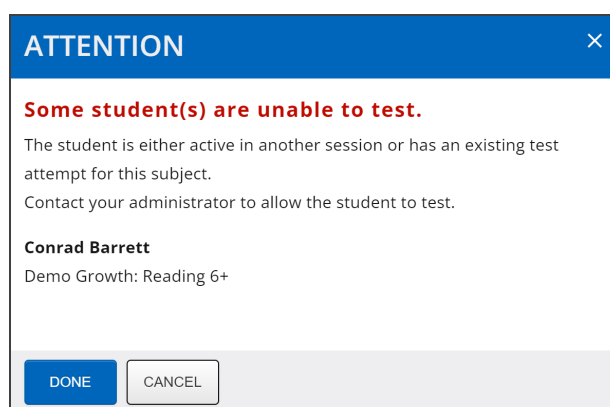 ATTENTION
Some student(s) are unable to test.
The student is either active in another session or has an existing test
attempt for this subject.
Contact your administrator to allow the student to test.
Conrad Barrett
Demo Growth: Reading 6+
DONE CANCEL